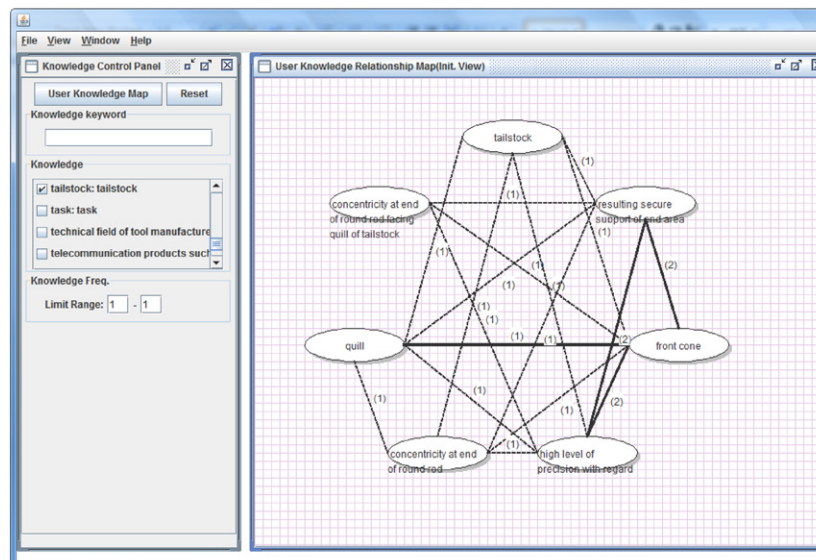 File View Window Help
Knowledge Control Panel
User Knowledge Map Reset
Knowledge keyword
Knowledge
tailstock: tailstock
task: task
technical field of tool manufacture
telecommunication products such
Knowledge Freq.
Limit Range: 1 - 1
User Knowledge Relationship Map(Init. View)
tailstock
(1)
concentricity at end
of round rod facing
quill of tailstock
(1)
resulting secure
support of end area
(1)
(1)
(1)
(2)
(1)
(1)
(1)
(1)
quill
(1)
(1)
(2)
front cone
(1)
(1)
(1)
(2)
concentricity at end
of round rod
(1)
high level of
precision with regard